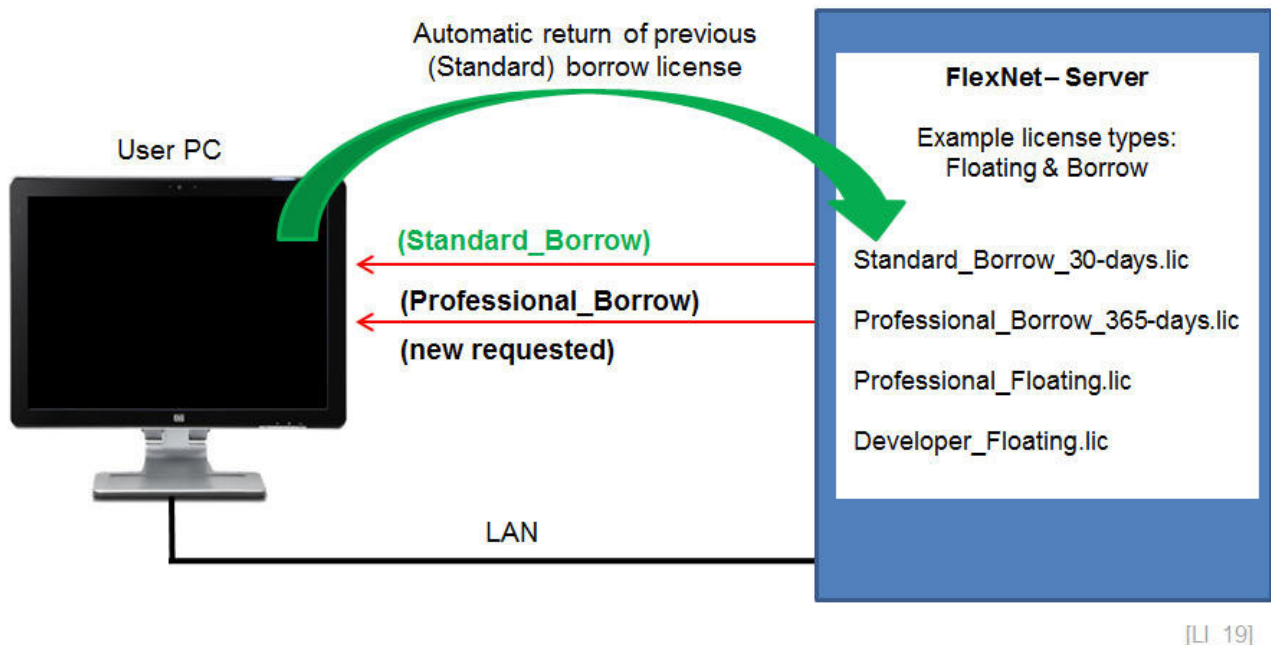 Automatic return of previous
(Standard) borrow license
User PC
FlexNet– Server
Example license types:
Floating & Borrow
(Standard_Borrow)
Standard_Borrow_30-days.lic
(Professional_Borrow)
Professional_Borrow_365-days.lic
(new requested)
Professional_Floating.lic
Developer_Floating.lic
LAN
[LI_19]